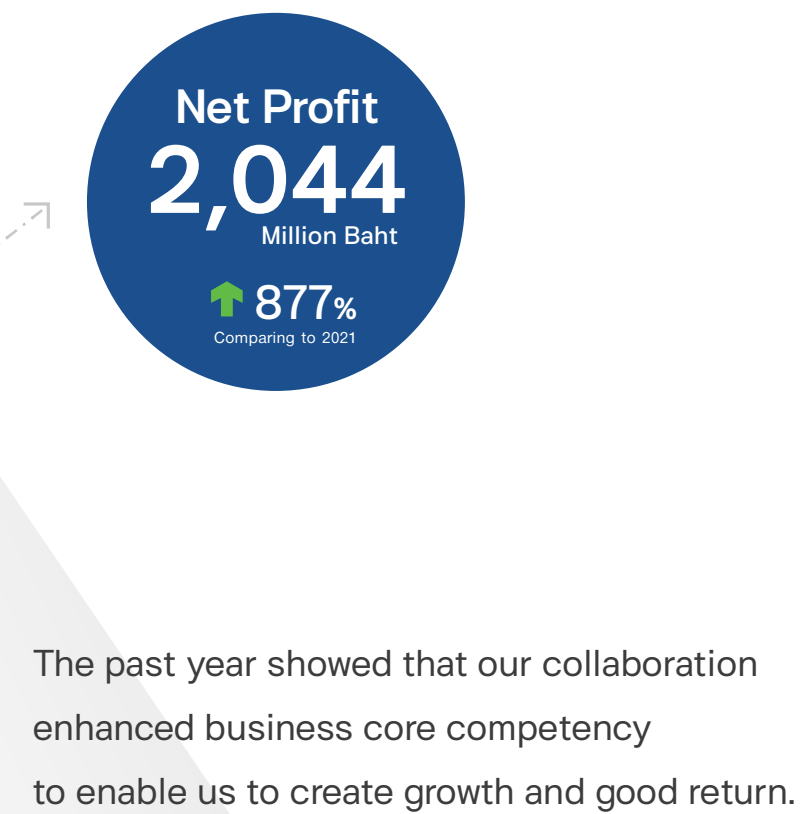 Net Profit
2,044
Million Baht
877%
Comparing to 2021
The past year showed that our collaboration
enhanced business core competency
to enable us to create growth and good return.